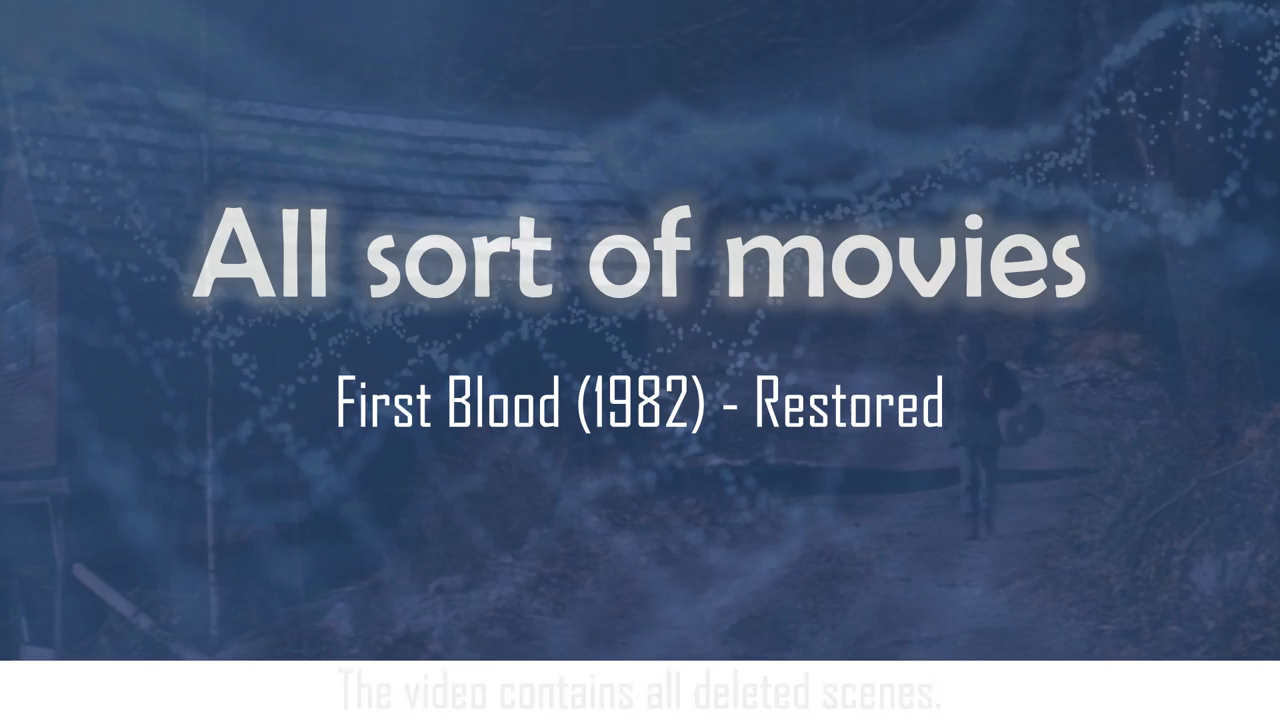 All sort of movies
First Blood (1982) - Restored
The video contains all deleted scenes.